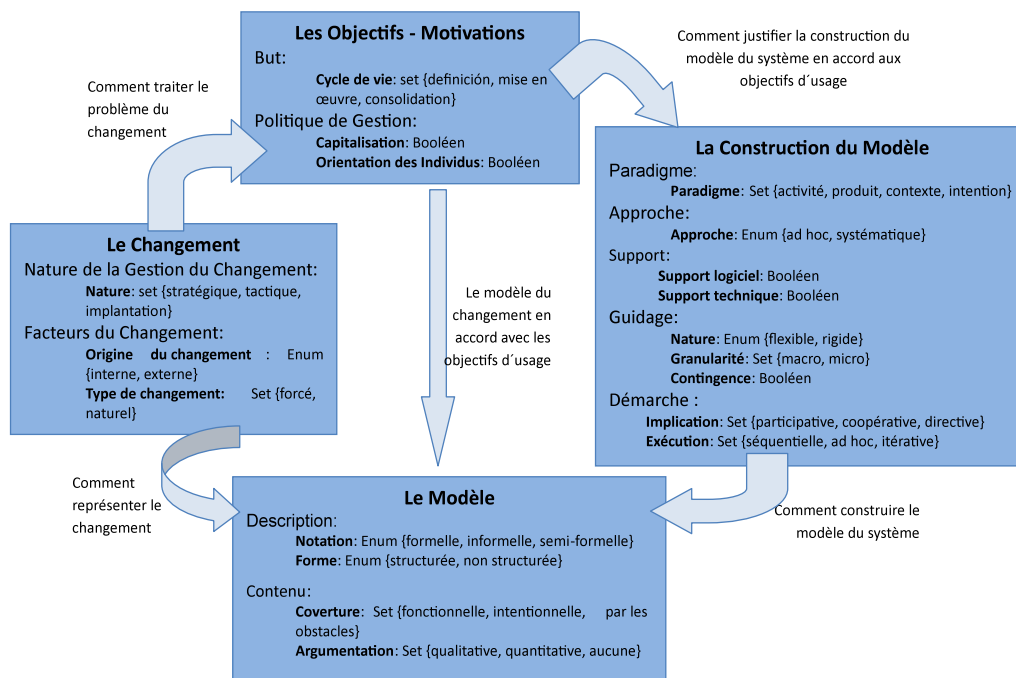 Les Objectifs - Motivations
But:
Cycle de vie: set {definición, mise en
œuvre, consolidation}
Politique de Gestion:
Capitalisation: Booléen
Orientation des Individus: Booléen
Comment justifier la construction du
modèle du système en accord aux
objectifs d´usage
Comment traiter le
problème du
changement
La Construction du Modèle
Paradigme:
Paradigme: Set {activité, produit, contexte, intention}
Approche:
Approche: Enum {ad hoc, systématique}
Support:
Support logiciel: Booléen
Support technique: Booléen
Guidage:
Nature: Enum {flexible, rigide}
Granularité: Set {macro, micro}
Contingence: Booléen
Démarche :
Implication: Set {participative, coopérative, directive}
Exécution: Set {séquentielle, ad hoc, itérative}
Le Changement
Nature de la Gestion du Changement:
Nature: set {stratégique, tactique,
implantation}
Facteurs du Changement:
Origine du changement : Enum
{interne, externe}
Type de changement: Set {forcé,
naturel}
Le modèle du
changement en
accord avec les
objectifs d´usage
Comment
représenter le
changement
Comment construire le
modèle du système
Le Modèle
Description:
Notation: Enum {formelle, informelle, semi-formelle}
Forme: Enum {structurée, non structurée}
Contenu:
Coverture: Set {fonctionnelle, intentionnelle, par les
obstacles}
Argumentation: Set {qualitative, quantitative, aucune}